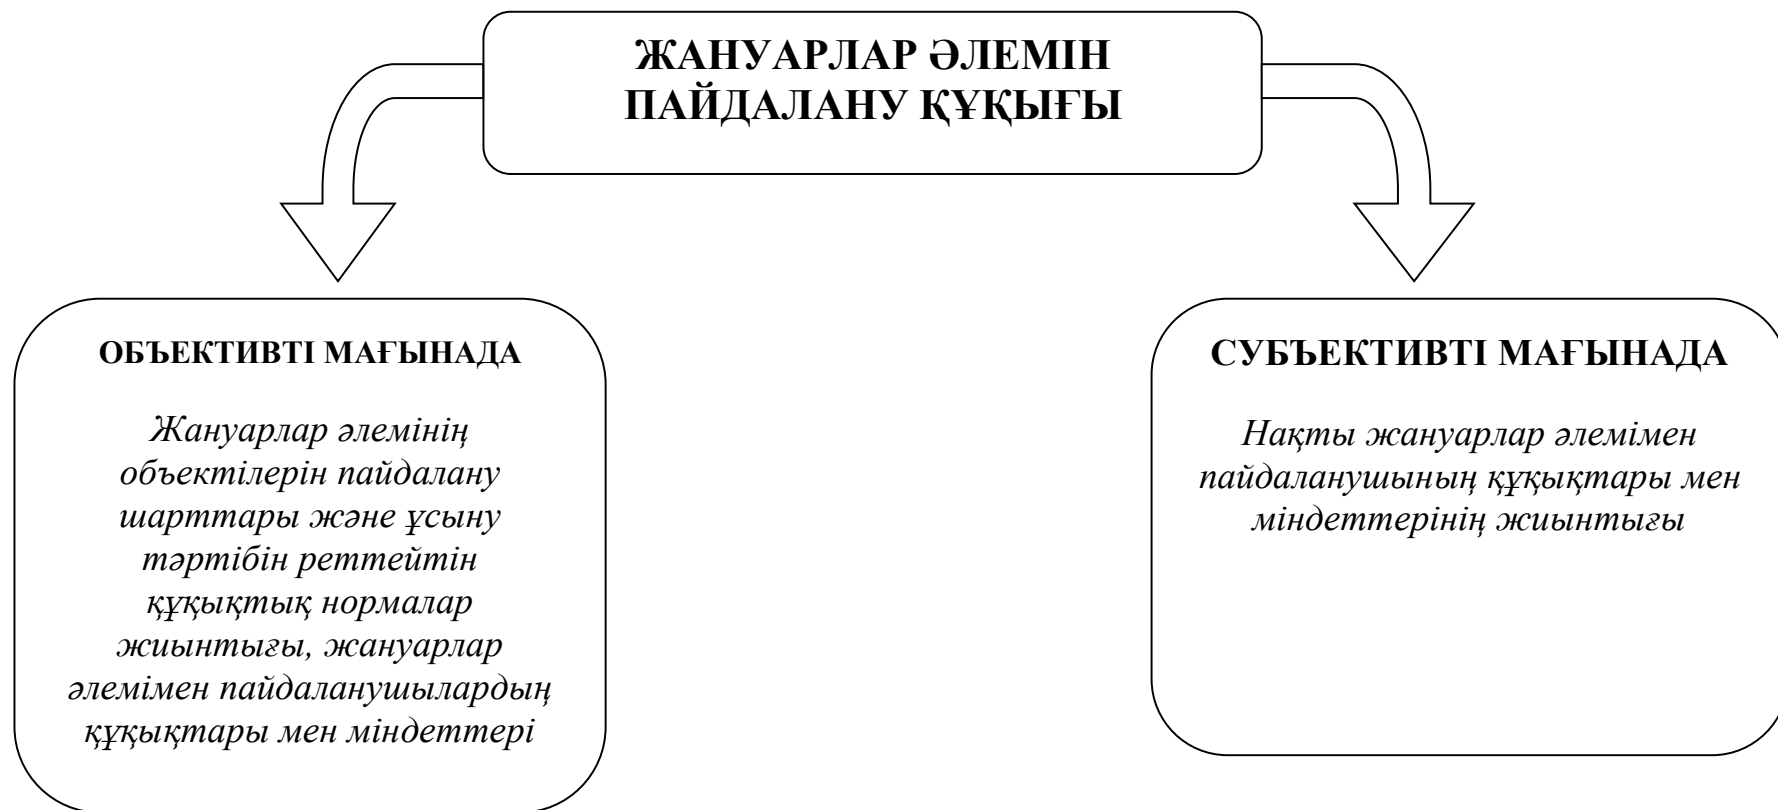 ЖАНУАРЛАР ӘЛЕМІН
ПАЙДАЛАНУ ҚҰҚЫҒЫ
ОБЪЕКТИВТІ МАҒЫНАДА
Жануарлар әлемінің
объектілерін пайдалану
шарттары және ұсыну
тәртібін реттейтін
құқықтық нормалар
жиынтығы, жануарлар
әлемімен пайдаланушылардың
құқықтары мен міндеттері
СУБЪЕКТИВТІ МАҒЫНАДА
Нақты жануарлар әлемімен
пайдаланушының құқықтары мен
міндеттерінің жиынтығы